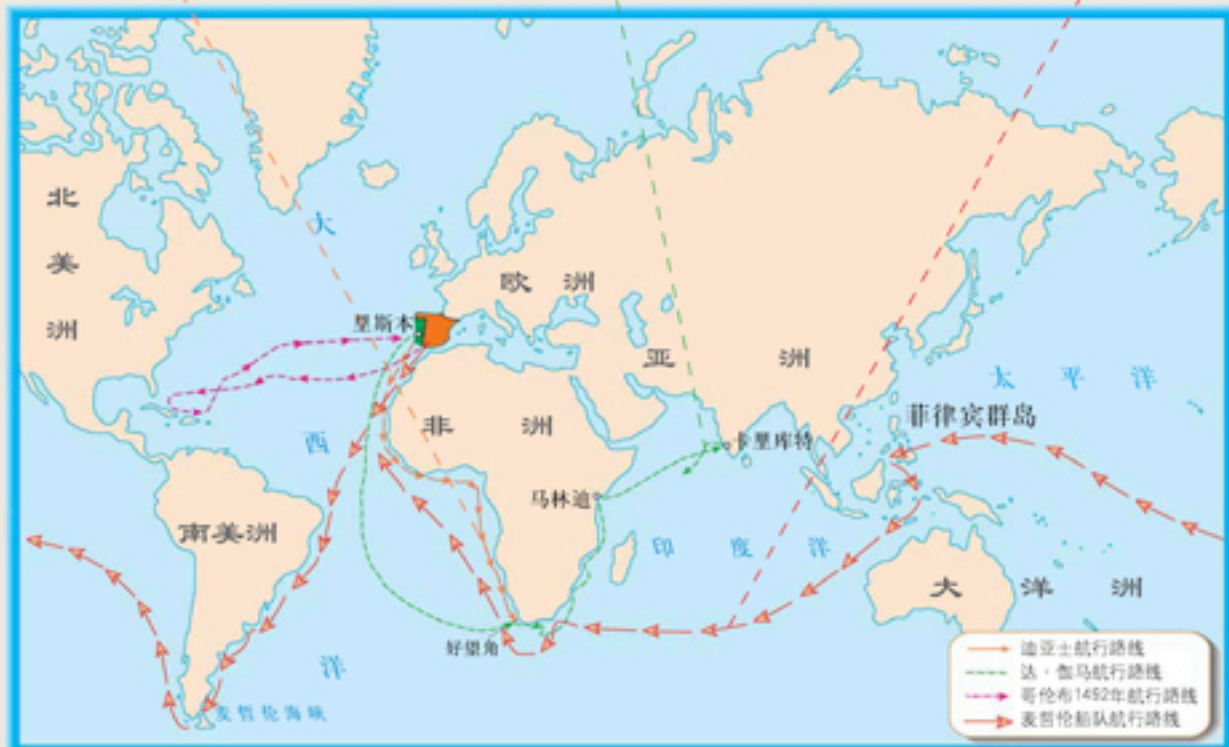 北美洲
大
欧洲
里斯本
亚洲
太平洋
菲律宾群岛
西
非洲
卡里库特
马林迪
南美洲
印度洋
大洋洲
好望角
洋
麦哲伦海峡
迪亚士航行路线
达·伽马航行路线
哥伦布1492年航行路线
麦哲伦船队航行路线